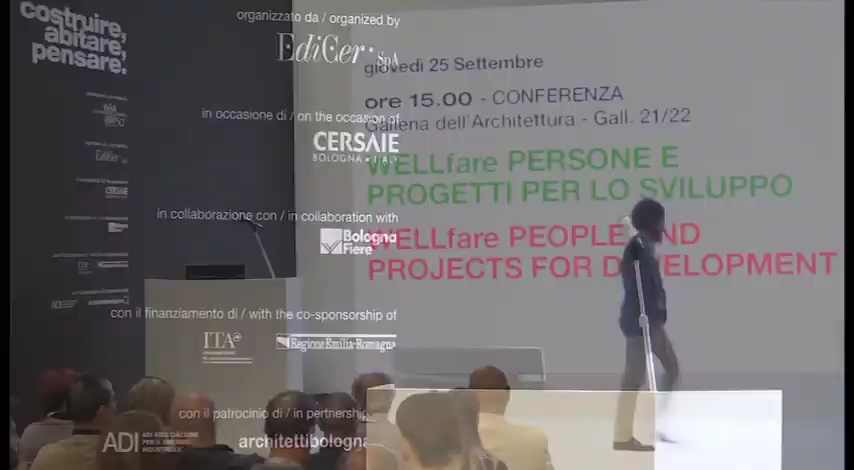 costruire,
abitare,
pensare.
organizzato da / organized by
EdiCer SpA
in occasione di / on the occasion of
CERSAIE
BOLOGNA • ITALY
in collaborazione con / in collaboration with
Bologna
Fiere
con il finanziamento di / with the co-sponsorship of
ITA
Regione Emilia-Romagna
con il patrocinio di / in partnership
architettibologna
ADI
giovedì 25 Settembre
ore 15.00 - CONFERENZA
Galleria dell'Architettura - Gall. 21/22
WELLfare PERSONE E
PROGETTI PER LO SVILUPPO
WELLfare PEOPLE AND
PROJECTS FOR DEVELOPMENT